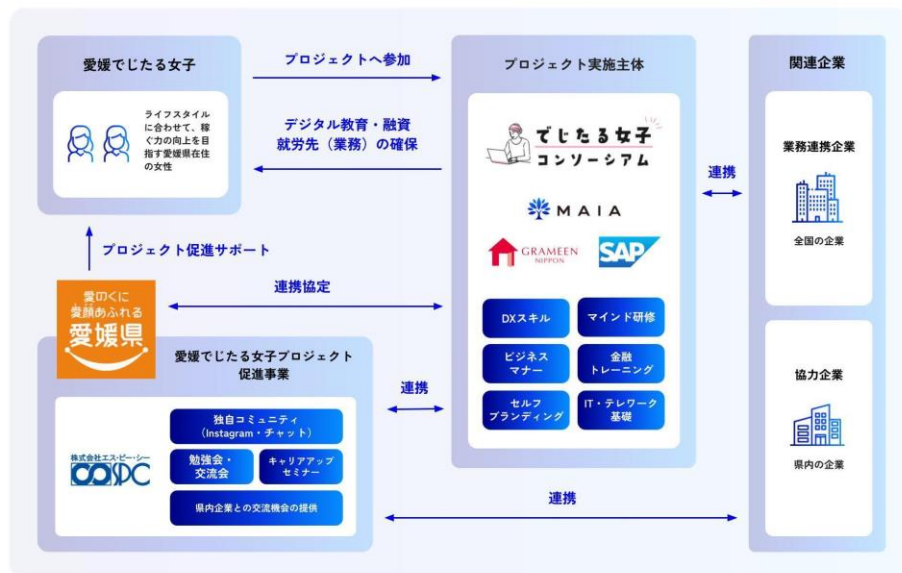 愛媛でじたる女子
ライフスタイル
に合わせて、稼
ぐ力の向上を目
指す愛媛県在住
の女性
プロジェクトへ参加
デジタル教育・融資
就労先（業務）の確保
プロジェクト実施主体
でじたる女子
コンソーシアム
MAIA
GRAMEEN
NIPPON
SAP
DXスキル
マインド研修
ビジネス
マナー
金融
トレーニング
セルフ
ブランディング
IT・テレワーク
基礎
連携
関連企業
業務連携企業
全国の企業
協力企業
県内の企業
プロジェクト促進サポート
愛のくに
愛顔あふれる
愛媛県
連携協定
愛媛でじたる女子プロジェクト
促進事業
連携
株式会社エス・ピー・シー
SPC
独自コミュニティ
（Instagram・チャット）
勉強会・
交流会
キャリアアップ
セミナー
県内企業との交流機会の提供
連携